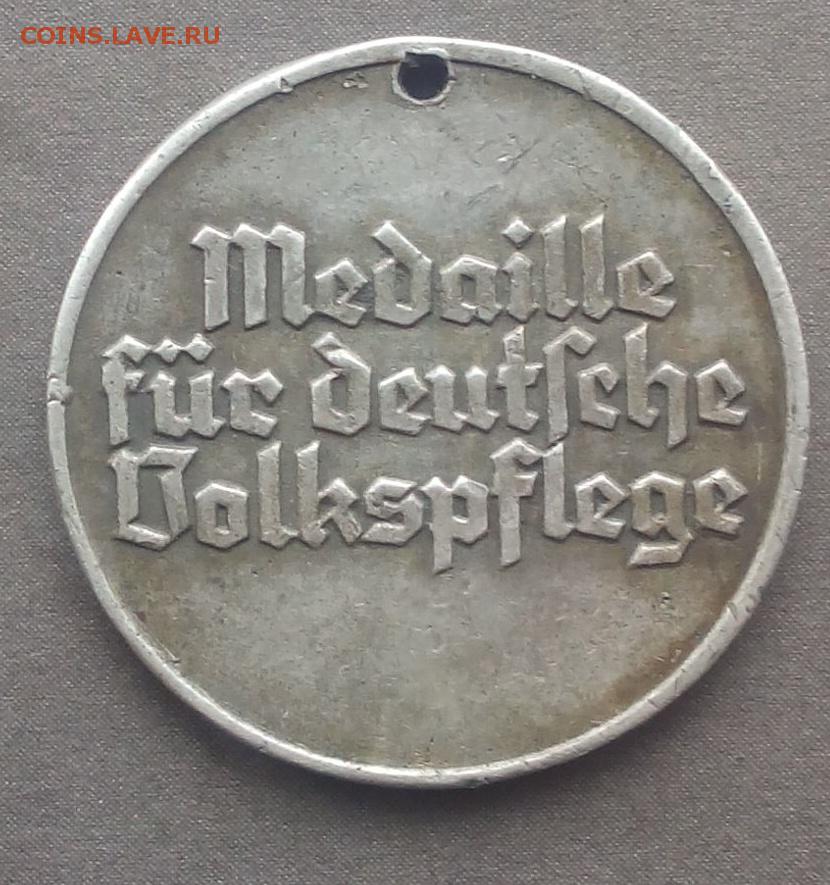 COINS.LAVE.RU
Medaille
für deutſche
Volkspflege